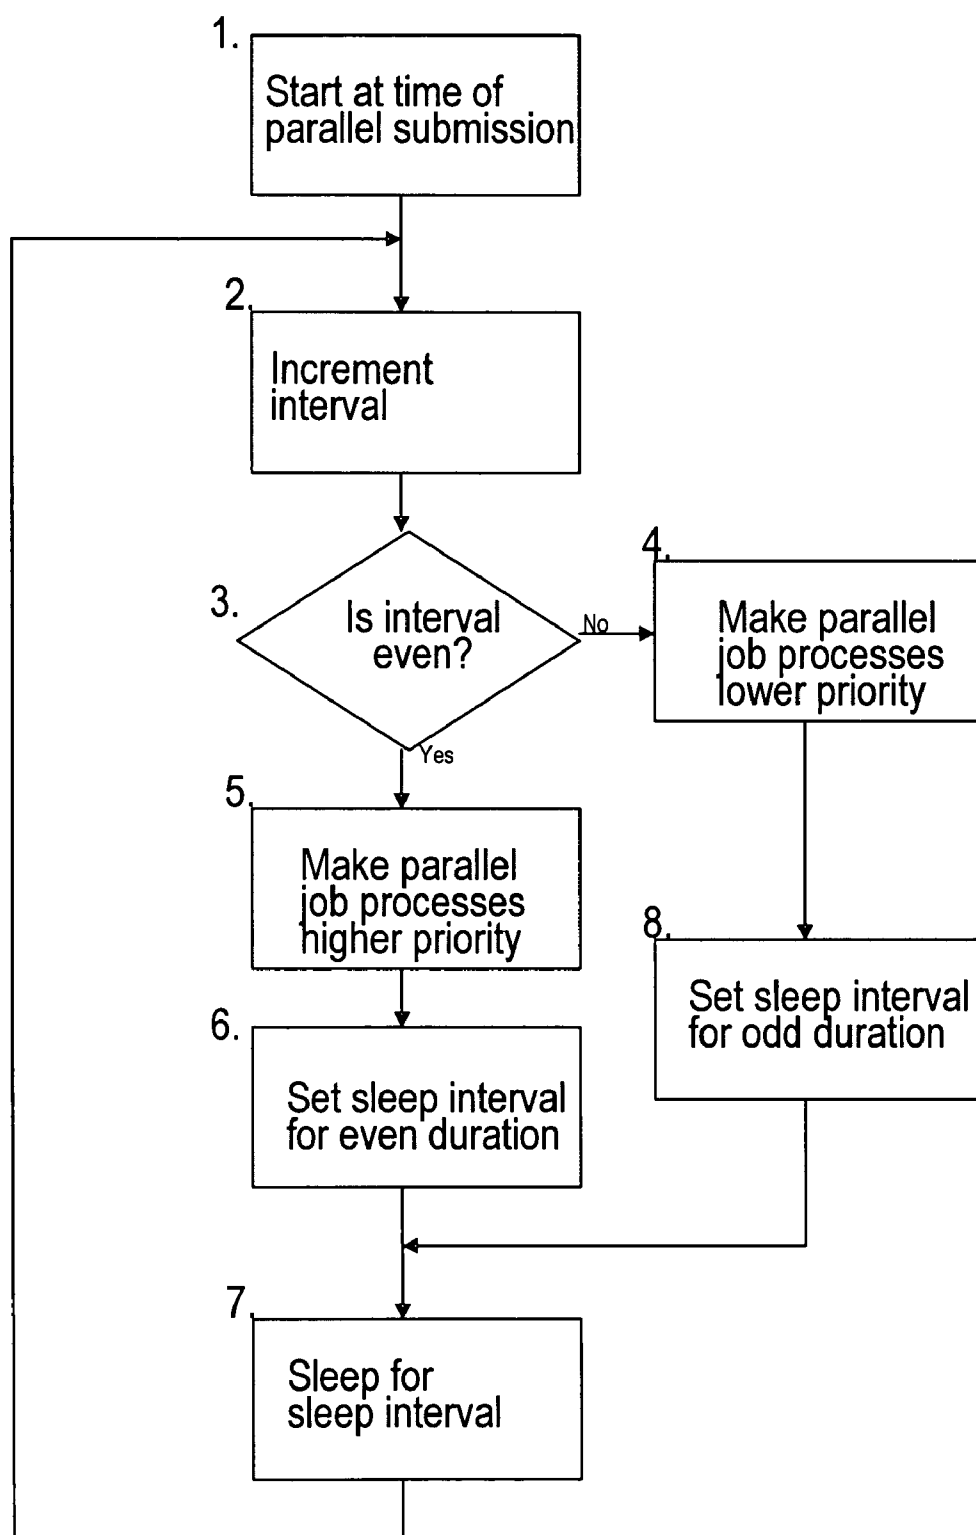 1.
Start at time of
parallel submission
2.
Increment
interval
3.
Is interval
even?
No
4.
Make parallel
job processes
lower priority
Yes
5.
Make parallel
job processes
higher priority
8.
Set sleep interval
for odd duration
6.
Set sleep interval
for even duration
7.
Sleep for
sleep interval